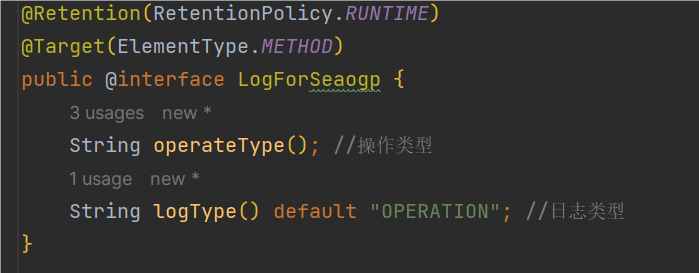 @Retention(RetentionPolicy.RUNTIME)
@Target(ElementType.METHOD)
public @interface LogForSeaogp {
3 usages new *
String operateType(); //操作类型
1 usage new *
String logType() default "OPERATION"; //日志类型
}